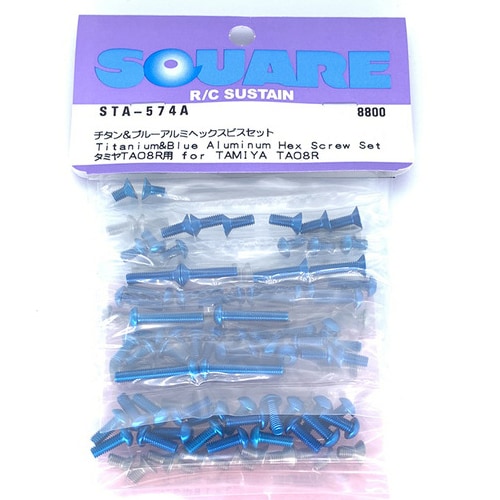 SQUARE
R/C SUSTAIN
STA-574A 8800
チタン&ブルーアルミヘックスビスセット
Titanium&Blue Aluminum Hex Screw Set
タミヤTA08R用 for TAMIYA TA08R